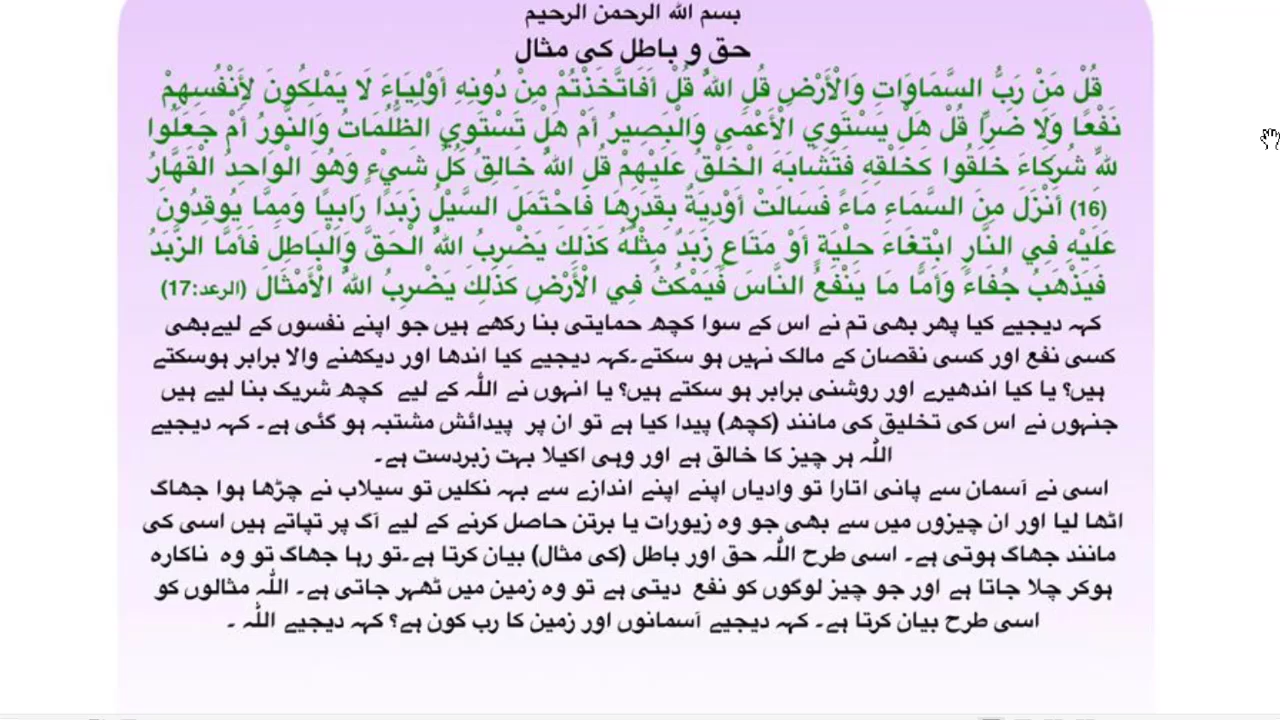 بسم الله الرحمن الرحیم
حق و باطل کی مثال
قُلْ مَنْ رَبُّ السَّمَاوَاتِ وَالْأَرْضِ قُلِ اللهُ قُلْ أَفَاتَّخَذْتُمْ مِنْ دُونِهِ أَوْلِيَاءَ لَا يَمْلِكُونَ لِأَنْفُسِهِمْ
نَفْعًا وَلَا ضَرًّا قُلْ هَلْ يَسْتَوِي الْأَعْمَى وَالْبَصِيرُ أَمْ هَلْ تَسْتَوِي الظُّلُمَاتُ وَالنُّورُ أَمْ جَعَلُوا
لِلَّهِ شُرَكَاءَ خَلَقُوا كَخَلْقِهِ فَتَشَابَهَ الْخَلْقُ عَلَيْهِمْ قُلِ اللهُ خَالِقُ كُلِّ شَيْءٍ وَهُوَ الْوَاحِدُ الْقَهَّارُ
(16) أَنْزَلَ مِنَ السَّمَاءِ مَاءً فَسَالَتْ أَوْدِيَةٌ بِقَدَرِهَا فَاحْتَمَلَ السَّيْلُ زَبَدًا رَابِيًا وَمِمَّا يُوقِدُونَ
عَلَيْهِ فِي النَّارِ ابْتِغَاءَ حِلْيَةٍ أَوْ مَتَاعٍ زَبَدٌ مِثْلُهُ كَذَلِكَ يَضْرِبُ اللهُ الْحَقَّ وَالْبَاطِلَ فَأَمَّا الزَّبَدُ
فَيَذْهَبُ جُفَاءً وَأَمَّا مَا يَنْفَعُ النَّاسَ فَيَمْكُثُ فِي الْأَرْضِ كَذَلِكَ يَضْرِبُ اللهُ الْأَمْثَالَ (الرعد:17)
کہہ دیجیے کیا پھر بھی تم نے اس کے سوا کچھ حمایتی بنا رکھے ہیں جو اپنے نفسوں کے لیےبھی
کسی نفع اور کسی نقصان کے مالک نہیں ہو سکتے۔کہہ دیجیے کیا اندھا اور دیکھنے والا برابر ہوسکتے
ہیں؟ یا کیا اندھیرے اور روشنی برابر ہو سکتے ہیں؟ یا انہوں نے اللّٰہ کے لیے کچھ شریک بنا لیے ہیں
جنہوں نے اس کی تخلیق کی مانند (کچھ) پیدا کیا ہے تو ان پر پیدائش مشتبہ ہو گئی ہے۔ کہہ دیجیے
اللّٰہ ہر چیز کا خالق ہے اور وہی اکیلا بہت زبردست ہے۔
اسی نے آسمان سے پانی اتارا تو وادیاں اپنے اپنے اندازے سے بہہ نکلیں تو سیلاب نے چڑھا ہوا جھاگ
اٹھا لیا اور ان چیزوں میں سے بھی جو وہ زیورات یا برتن حاصل کرنے کے لیے آگ پر تپاتے ہیں اسی کی
مانند جھاگ ہوتی ہے۔ اسی طرح اللّٰہ حق اور باطل (کی مثال) بیان کرتا ہے۔تو رہا جھاگ تو وہ ناکارہ
ہوکر چلا جاتا ہے اور جو چیز لوگوں کو نفع دیتی ہے تو وہ زمین میں ٹھہر جاتی ہے۔ اللّٰہ مثالوں کو
اسی طرح بیان کرتا ہے۔ کہہ دیجیے آسمانوں اور زمین کا رب کون ہے؟ کہہ دیجیے اللّٰہ ۔